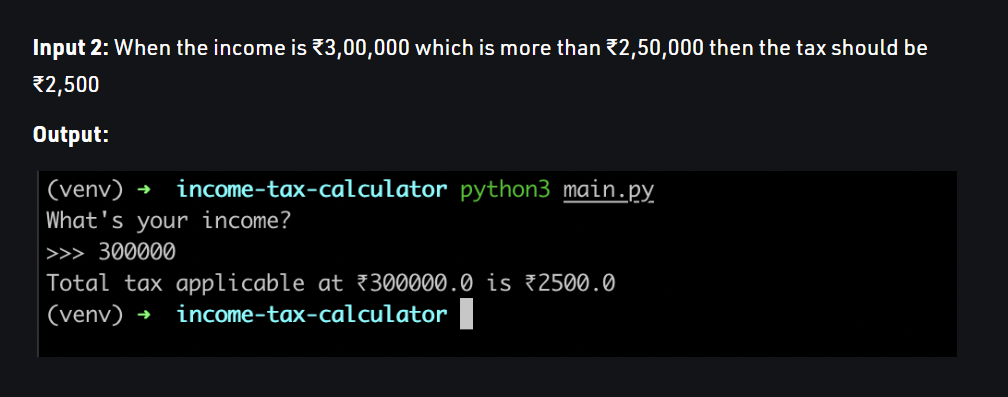 Input 2: When the income is ₹3,00,000 which is more than ₹2,50,000 then the tax should be
₹2,500
Output:
(venv) → income-tax-calculator python3 main.py
What's your income?
>>> 300000
Total tax applicable at ₹300000.0 is ₹2500.0
(venv) → income-tax-calculator